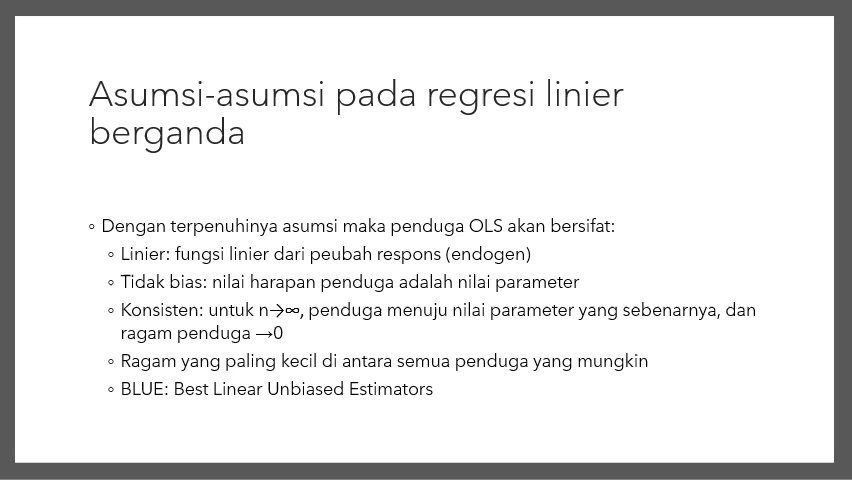 Asumsi-asumsi pada regresi linier
berganda
◦ Dengan terpenuhinya asumsi maka penduga OLS akan bersifat:
◦ Linier: fungsi linier dari peubah respons (endogen)
◦ Tidak bias: nilai harapan penduga adalah nilai parameter
◦ Konsisten: untuk n→∞, penduga menuju nilai parameter yang sebenarnya, dan
ragam penduga →0
◦ Ragam yang paling kecil di antara semua penduga yang mungkin
◦ BLUE: Best Linear Unbiased Estimators